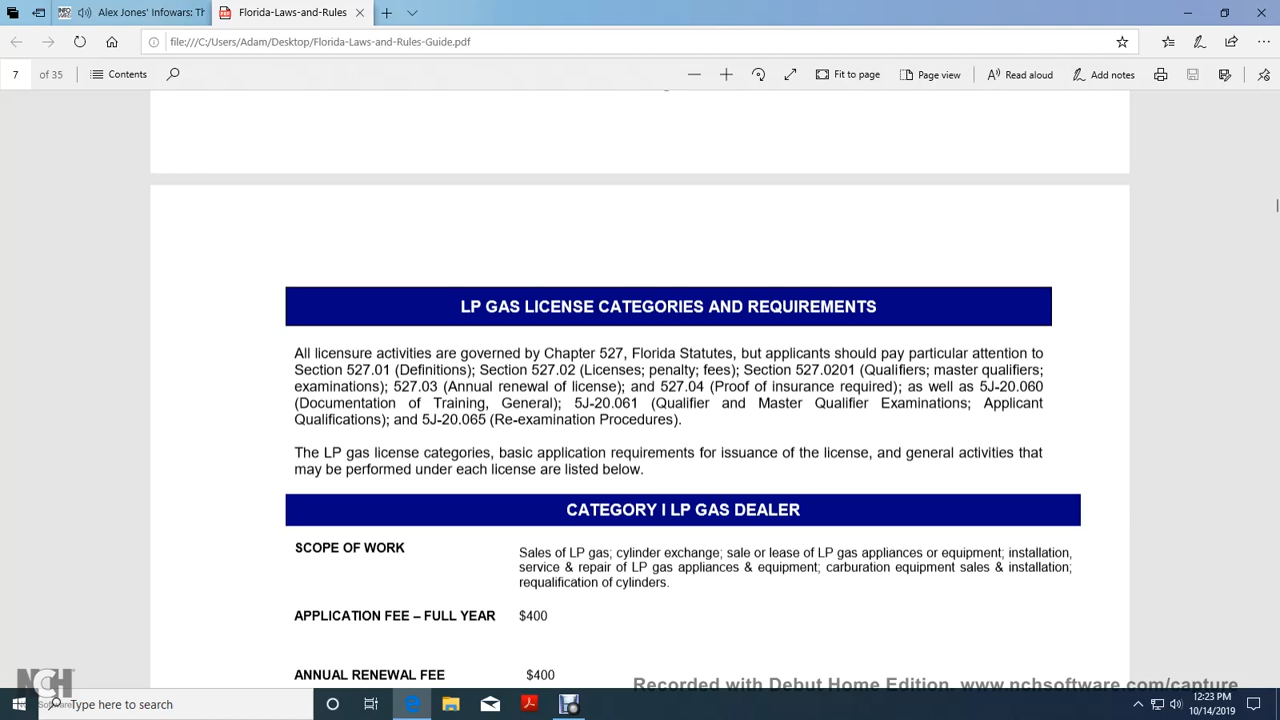 Alex Jones' Infowars: Th
Florida-Laws-and-Rules-
file:///C:/Users/Adam/Desktop/Florida-Laws-and-Rules-Guide.pdf
7 of 35 Contents Fit to page Page view Read aloud Add notes
LP GAS LICENSE CATEGORIES AND REQUIREMENTS
All licensure activities are governed by Chapter 527, Florida Statutes, but applicants should pay particular attention to
Section 527.01 (Definitions); Section 527.02 (Licenses; penalty; fees); Section 527.0201 (Qualifiers; master qualifiers;
examinations); 527.03 (Annual renewal of license); and 527.04 (Proof of insurance required); as well as 5J-20.060
(Documentation of Training, General); 5J-20.061 (Qualifier and Master Qualifier Examinations; Applicant
Qualifications); and 5J-20.065 (Re-examination Procedures).
The LP gas license categories, basic application requirements for issuance of the license, and general activities that
may be performed under each license are listed below.
CATEGORY I LP GAS DEALER
SCOPE OF WORK
Sales of LP gas; cylinder exchange; sale or lease of LP gas appliances or equipment; installation,
service & repair of LP gas appliances & equipment; carburation equipment sales & installation;
requalification of cylinders.
APPLICATION FEE – FULL YEAR $400
ANNUAL RENEWAL FEE $400
NCH
Software
Recorded with Debut Home Edition. www.nchsoftware.com/capture
Type here to search
12:23 PM
10/14/2019